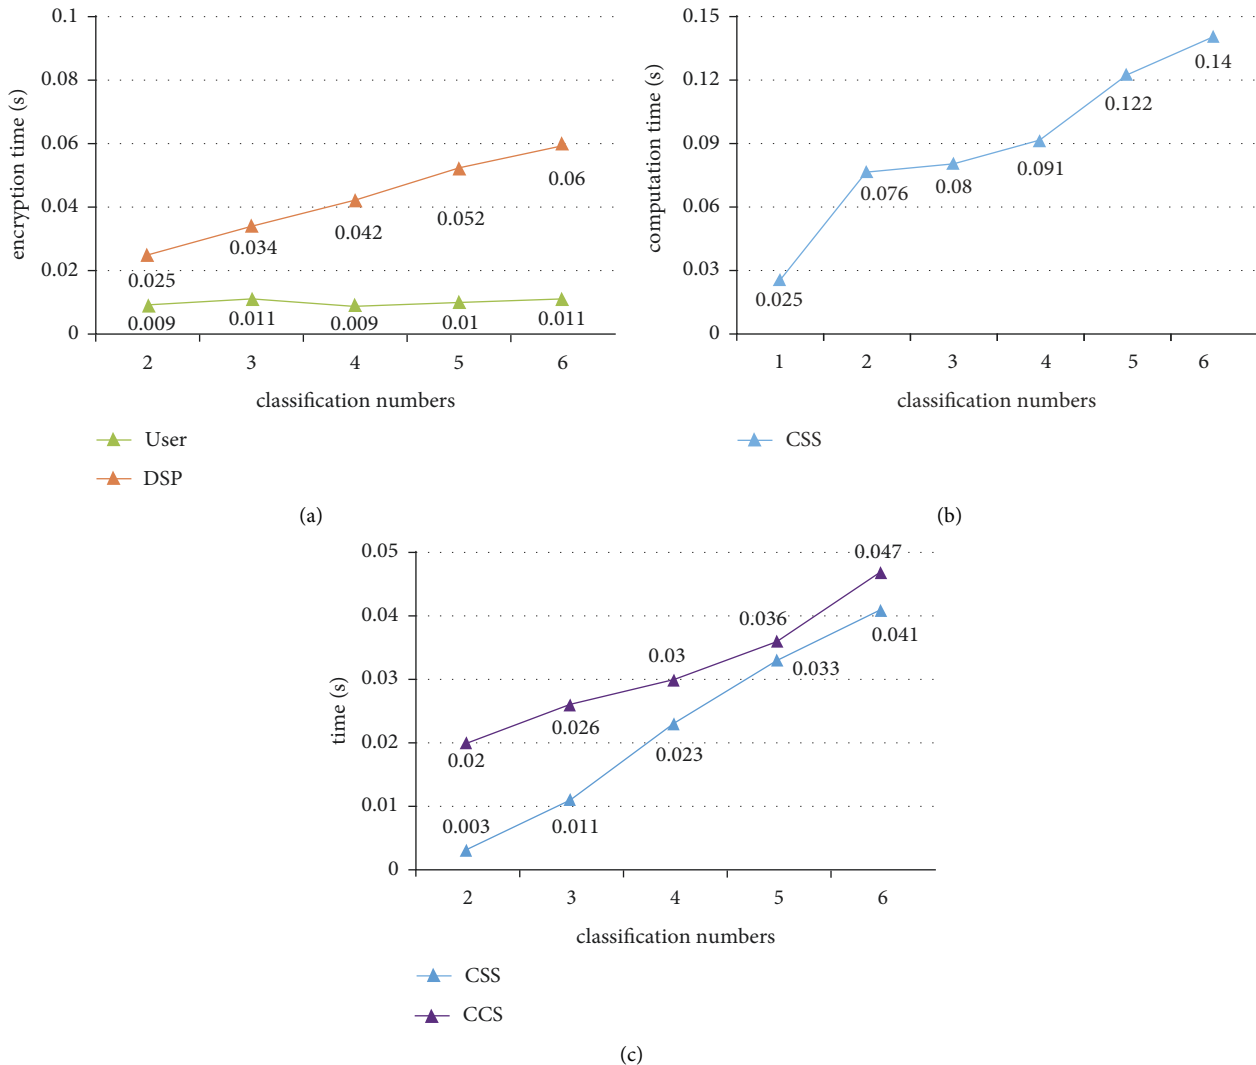 0.1
0.08
0.06
0.04
0.02
0
encryption time (s)
0.025
0.034
0.042
0.052
0.06
0.009
0.011
0.009
0.01
0.011
2 3 4 5 6
classification numbers
User
DSP
(a)
0.15
0.12
0.09
0.06
0.03
0
computation time (s)
0.025
0.076
0.08
0.091
0.122
0.14
1 2 3 4 5 6
classification numbers
CSS
(b)
0.05
0.04
0.03
0.02
0.01
0
time (s)
0.02
0.026
0.03
0.036
0.047
0.003
0.011
0.023
0.033
0.041
2 3 4 5 6
classification numbers
CSS
CCS
(c)